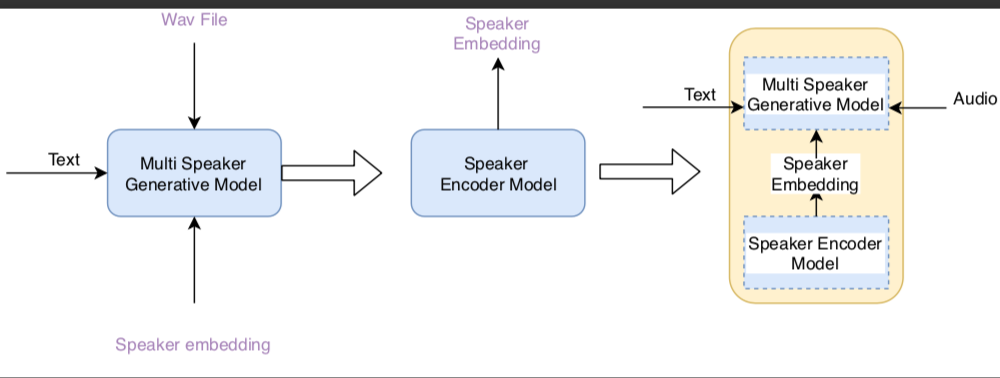 Wav File
Text
Multi Speaker
Generative Model
Speaker embedding
Speaker
Embedding
Speaker
Encoder Model
Text
Multi Speaker
Generative Model
Audio
Speaker
Embedding
Speaker Encoder
Model